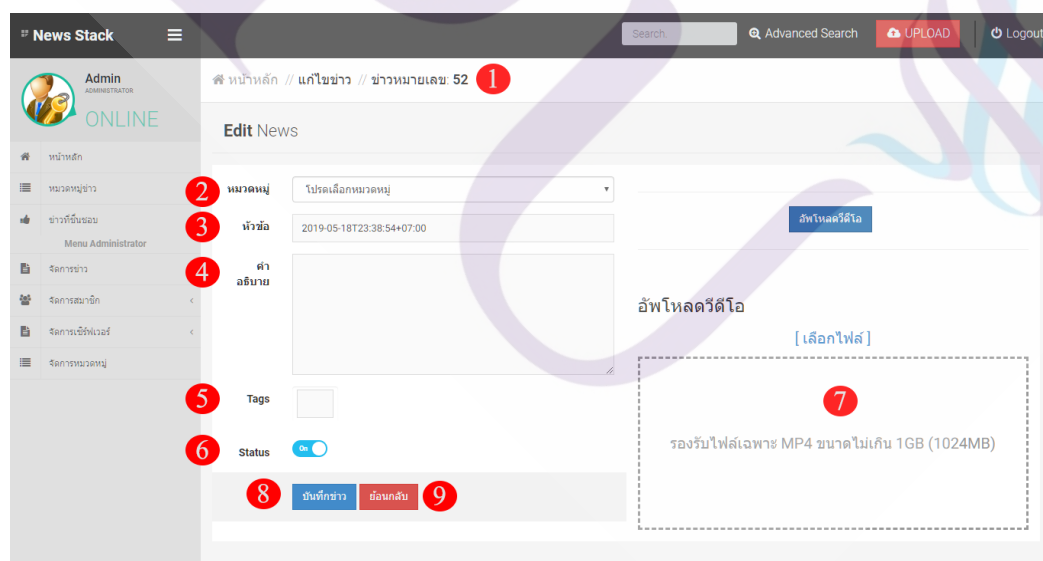 News Stack
Search.
Advanced Search
UPLOAD
Logout
Admin
ADMINISTRATOR
ONLINE
หน้าหลัก // แก้ไขข่าว // ข่าวหมายเลข: 52
1
Edit News
หน้าหลัก
หมวดหมู่ข่าว
ข่าวที่ชื่นชอบ
Menu Administrator
จัดการข่าว
จัดการสมาชิก
จัดการเซิร์ฟเวอร์
จัดการหมวดหมู่
2
หมวดหมู่
โปรดเลือกหมวดหมู่
3
หัวข้อ
2019-05-18T23:38:54+07:00
4
คำ
อธิบาย
5
Tags
6
Status
On
8
บันทึกข่าว
ย้อนกลับ
9
อัพโหลดวีดีโอ
อัพโหลดวีดีโอ
[ เลือกไฟล์ ]
7
รองรับไฟล์เฉพาะ MP4 ขนาดไม่เกิน 1GB (1024MB)